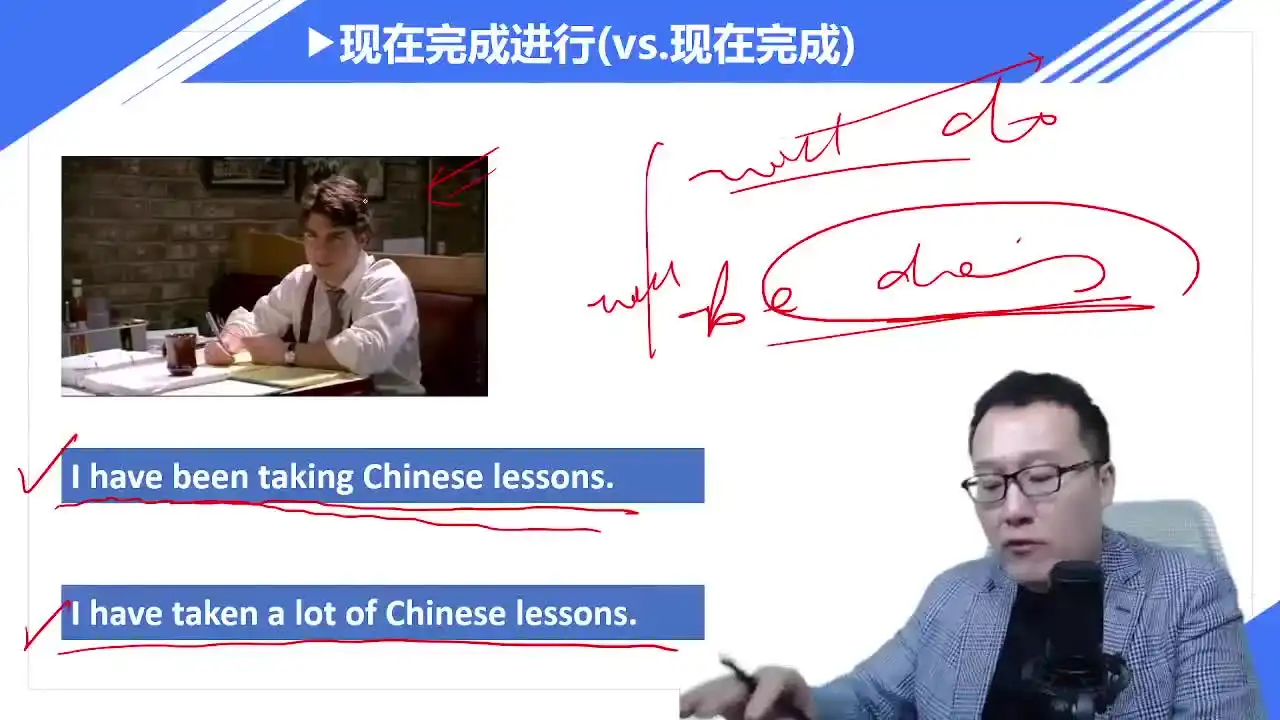 ▶现在完成进行(vs.现在完成)
will do
will
be doing
I have been taking Chinese lessons.
I have taken a lot of Chinese lessons.